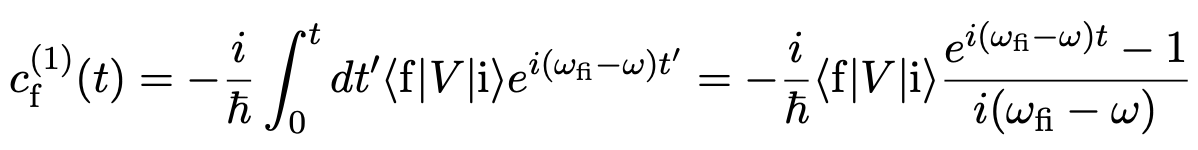 c_f^{(1)}(t) = -\frac{i}{\hbar} \int_0^t dt' \langle f|V|i\rangle e^{i(\omega_{fi}-\omega)t'} = -\frac{i}{\hbar} \langle f|V|i\rangle \frac{e^{i(\omega_{fi}-\omega)t} - 1}{i(\omega_{fi}-\omega)}